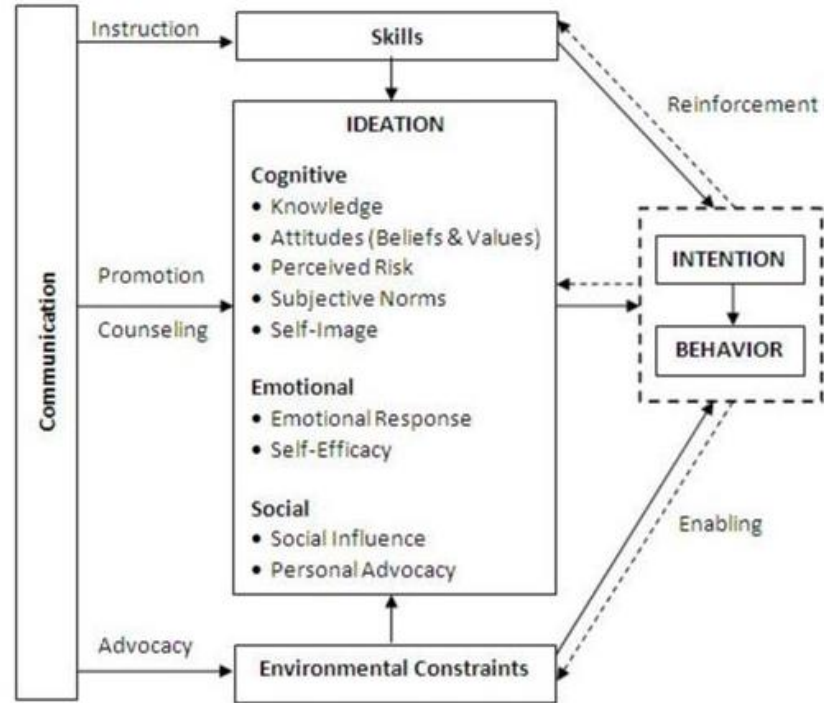 Communication
Instruction
Skills
Reinforcement
IDEATION
Cognitive
• Knowledge
• Attitudes (Beliefs & Values)
• Perceived Risk
• Subjective Norms
• Self-Image
Promotion
Counseling
Emotional
• Emotional Response
• Self-Efficacy
Social
• Social Influence
• Personal Advocacy
INTENTION
BEHAVIOR
Enabling
Advocacy
Environmental Constraints